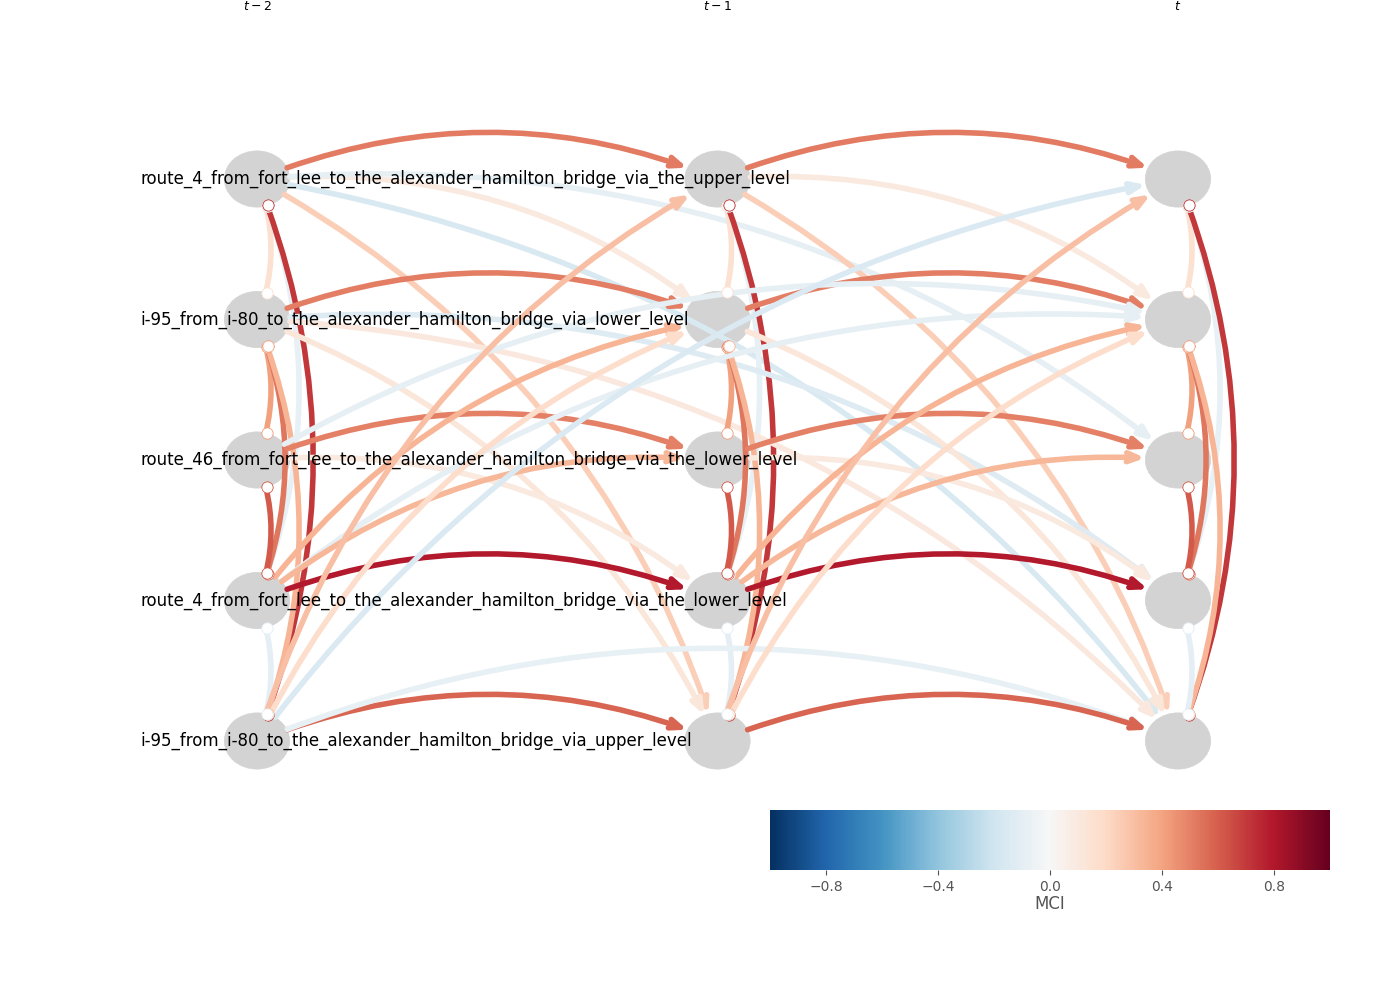 t − 2
t − 1
t
route_4_from_fort_lee_to_the_alexander_hamilton_bridge_via_the_upper_level
i-95_from_i-80_to_the_alexander_hamilton_bridge_via_lower_level
route_46_from_fort_lee_to_the_alexander_hamilton_bridge_via_the_lower_level
route_4_from_fort_lee_to_the_alexander_hamilton_bridge_via_the_lower_level
i-95_from_i-80_to_the_alexander_hamilton_bridge_via_upper_level
−0.8
−0.4
0.0
0.4
0.8
MCI